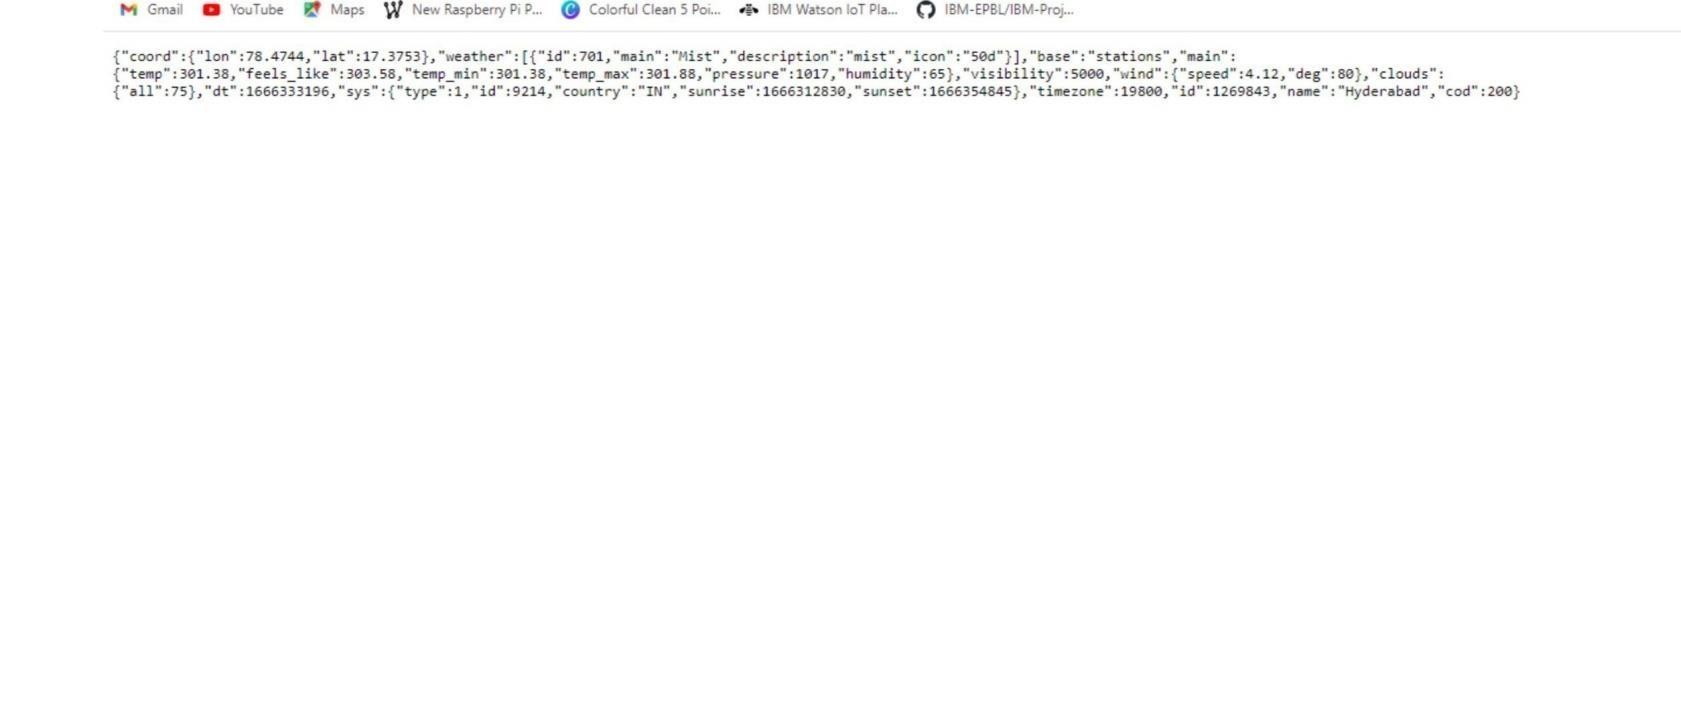 Gmail YouTube Maps New Raspberry Pi P... Colorful Clean 5 Poi... IBM Watson IoT Pla... IBM-EPBL/IBM-Proj...
{"coord":{"lon":78.4744,"lat":17.3753},"weather":[{"id":701,"main":"Mist","description":"mist","icon":"50d"}],"base":"stations","main":
{"temp":301.38,"feels_like":303.58,"temp_min":301.38,"temp_max":301.88,"pressure":1017,"humidity":65},"visibility":5000,"wind":{"speed":4.12,"deg":80},"clouds":
{"all":75},"dt":1666333196,"sys":{"type":1,"id":9214,"country":"IN","sunrise":1666312830,"sunset":1666354845},"timezone":19800,"id":1269843,"name":"Hyderabad","cod":200}